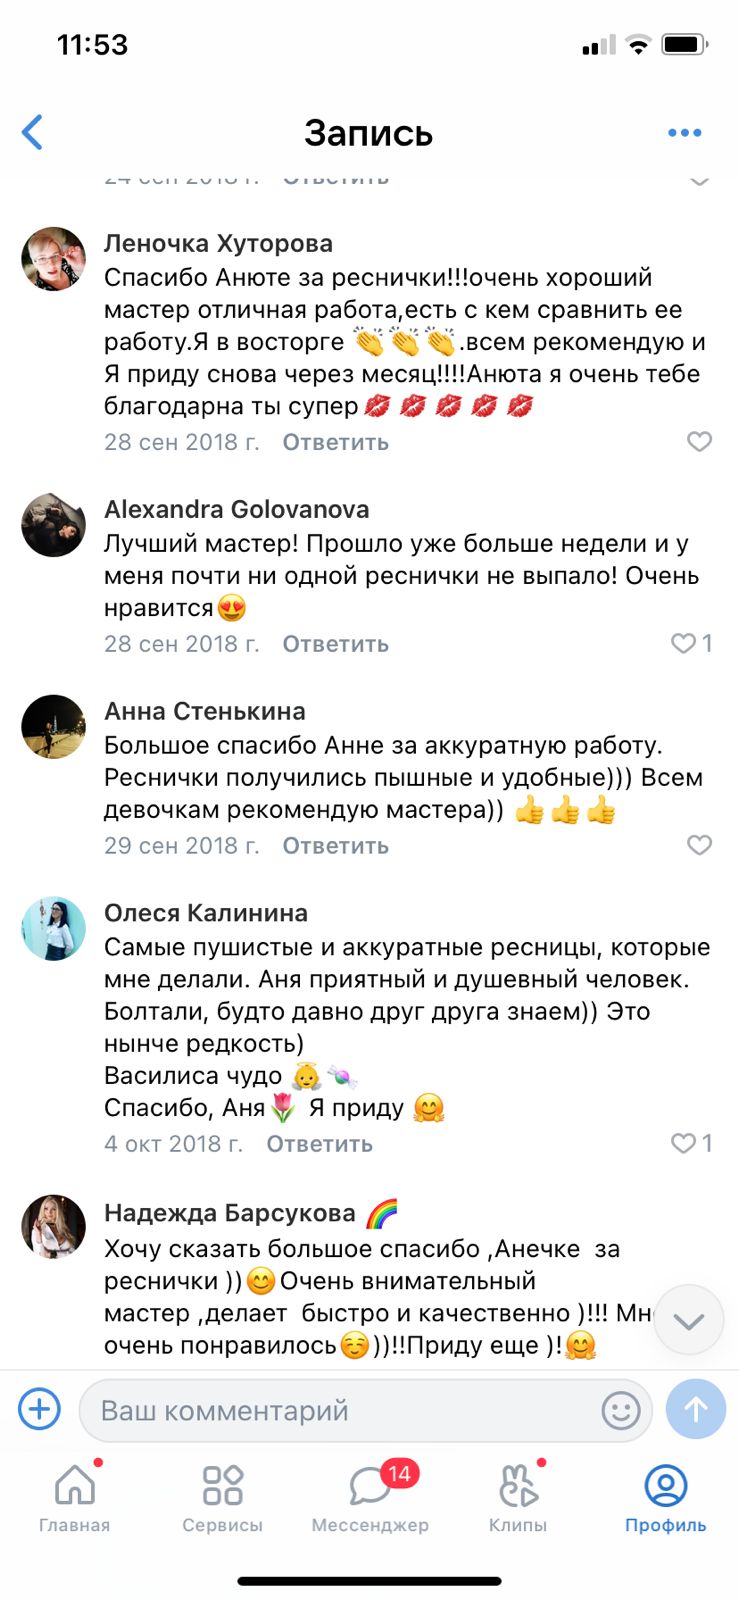 11:53
Запись
24 сен 2018 г. Ответить
Леночка Хуторова
Спасибо Анюте за реснички!!!очень хороший
мастер отличная работа,есть с кем сравнить ее
работу.Я в восторге 👏👏👏.всем рекомендую и
Я приду снова через месяц!!!!Анюта я очень тебе
благодарна ты супер💋💋💋💋💋
28 сен 2018 г. Ответить
Alexandra Golovanova
Лучший мастер! Прошло уже больше недели и у
меня почти ни одной реснички не выпало! Очень
нравится😍
28 сен 2018 г. Ответить 1
Анна Стенькина
Большое спасибо Анне за аккуратную работу.
Реснички получились пышные и удобные))) Всем
девочкам рекомендую мастера)) 👍👍👍
29 сен 2018 г. Ответить
Олеся Калинина
Самые пушистые и аккуратные ресницы, которые
мне делали. Аня приятный и душевный человек.
Болтали, будто давно друг друга знаем)) Это
нынче редкость)
Василиса чудо 👼🍬
Спасибо, Аня🌷 Я приду 🤗
4 окт 2018 г. Ответить 1
Надежда Барсукова 🌈
Хочу сказать большое спасибо ,Анечке  за
реснички ))😊Очень внимательный
мастер ,делает  быстро и качественно )!!! Мне
очень понравилось☺️))!!Приду еще )!🤗
Ваш комментарий
14
Главная Сервисы Мессенджер Клипы Профиль